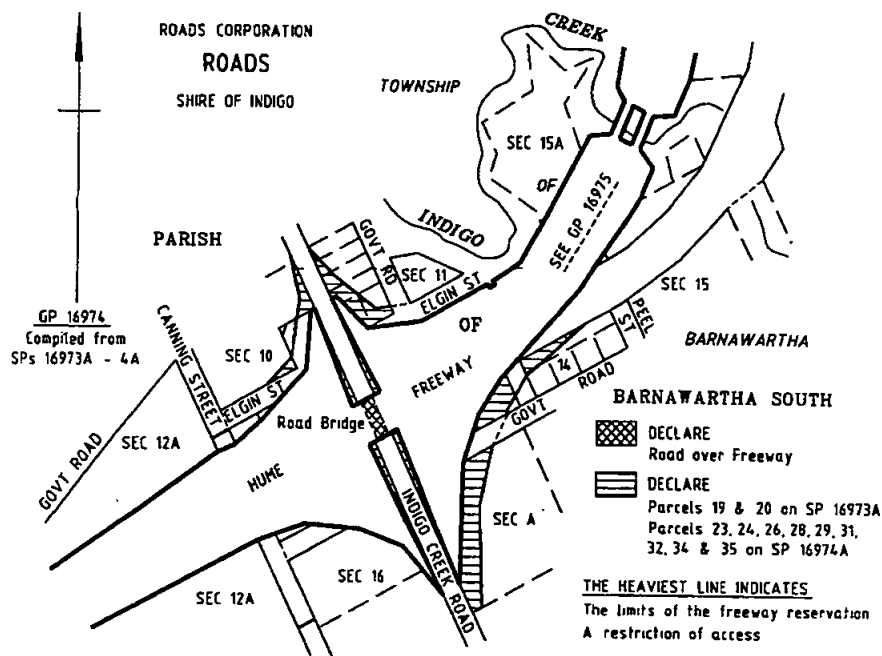 ROADS CORPORATION
ROADS
SHIRE OF INDIGO
CREEK
TOWNSHIP
SEC 15A
OF
SEE GP 16975
INDIGO
PARISH
GOVT RD
SEC 11
ELGIN ST
OF
SEC 15
GP 16974
Compiled from
SPs 16973A - 4A
CANNING STREET
SEC 10
ELGIN ST
FREEWAY
PEEL ST
14
BARNAWARTHA
GOVT ROAD
BARNAWARTHA SOUTH
Road Bridge
GOVT ROAD
SEC 12A
HUME
INDIGO CREEK ROAD
SEC A
SEC 12A
SEC 16
DECLARE
Road over Freeway
DECLARE
Parcels 19 & 20 on SP 16973A
Parcels 23, 24, 26, 28, 29, 31,
32, 34 & 35 on SP 16974A
THE HEAVIEST LINE INDICATES
The limits of the freeway reservation
A restriction of access